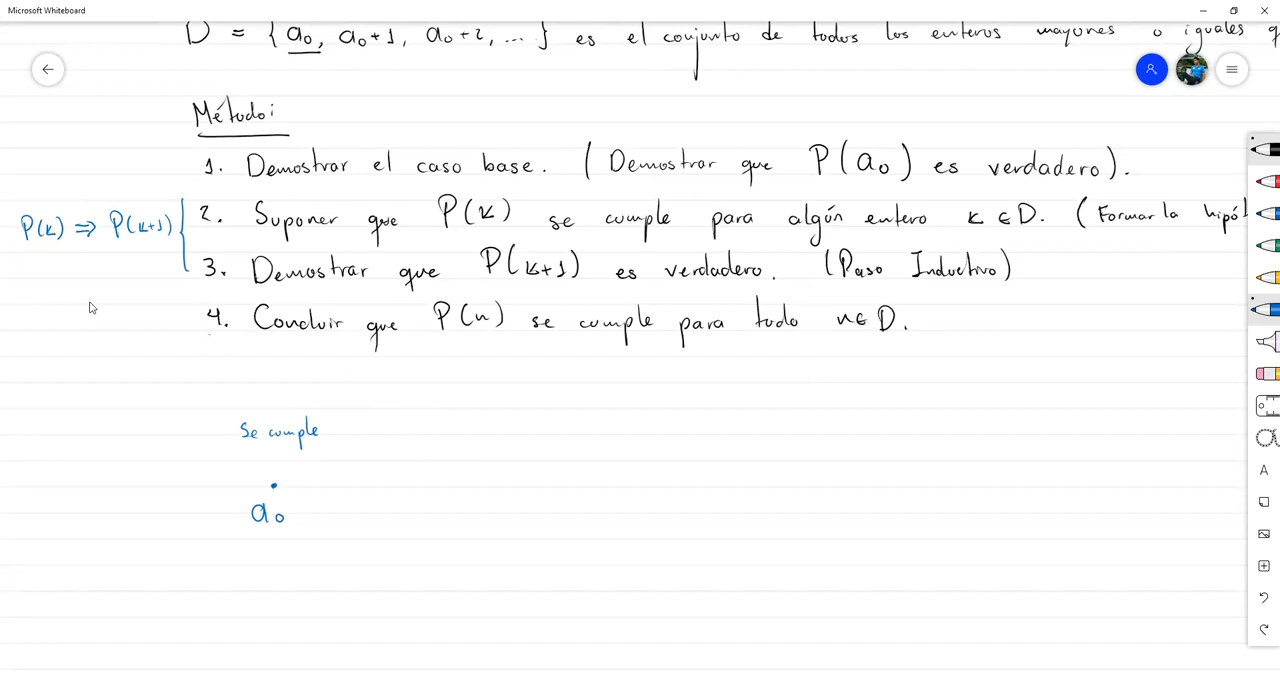 Microsoft Whiteboard
D = { a₀, a₀+1, a₀+2, ... } es el conjunto de todos los enteros mayores o iguales q
Método:
1. Demostrar el caso base. (Demostrar que P(a₀) es verdadero).
P(k) ⇒ P(k+1)
2. Suponer que P(k) se cumple para algún entero k ∈ D. (Formar la hipó
3. Demostrar que P(k+1) es verdadero. (Paso Inductivo)
4. Concluir que P(n) se cumple para todo n ∈ D.
Se cumple
a₀
A